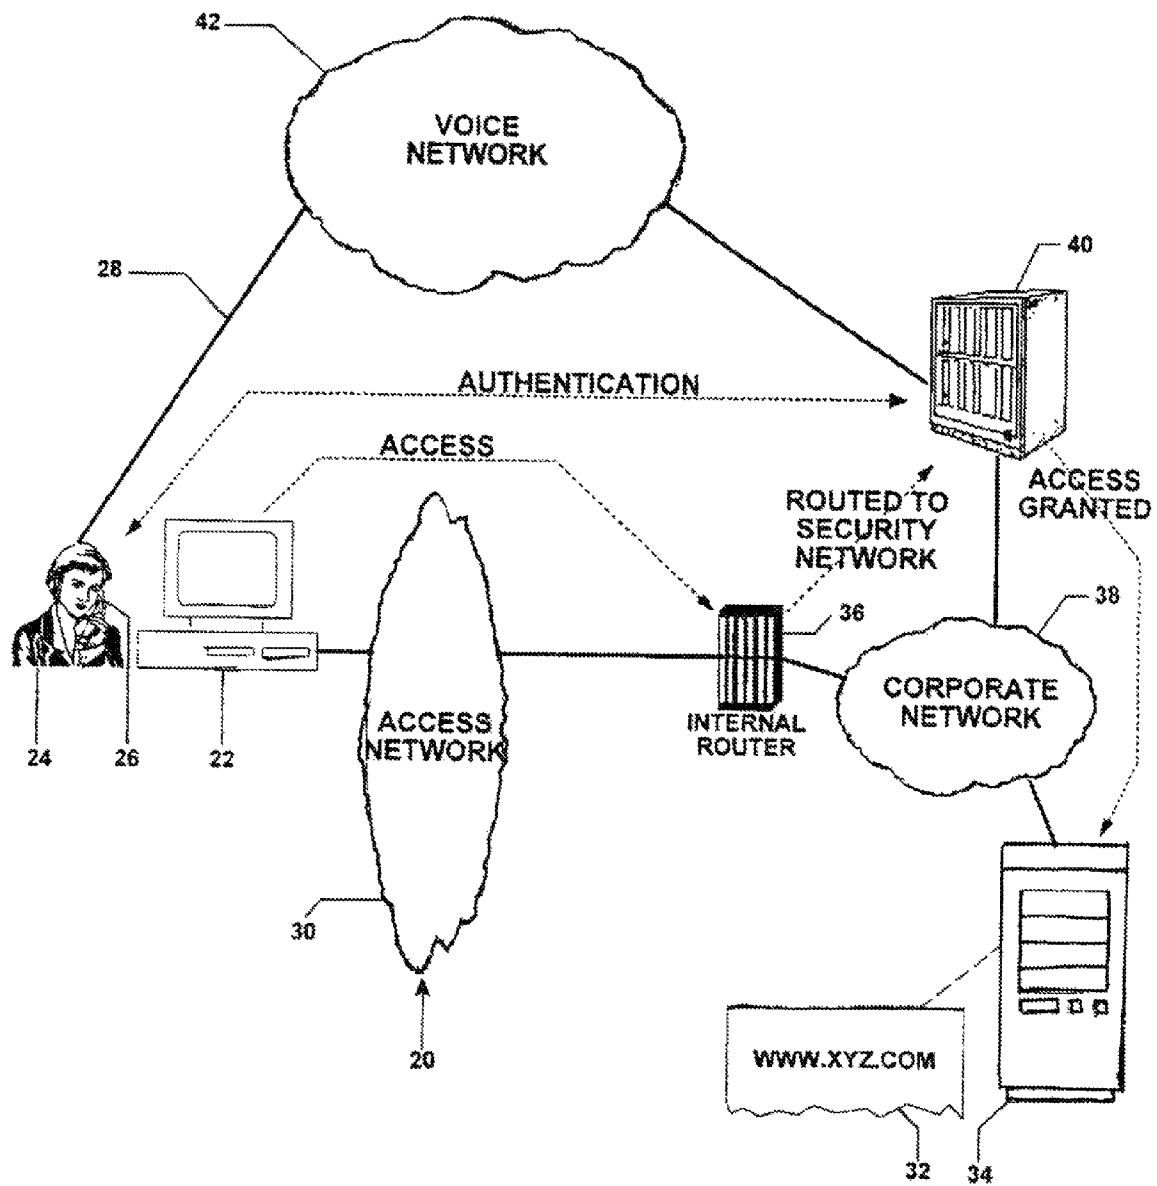 42
VOICE
NETWORK
28
40
AUTHENTICATION
ACCESS
ROUTED TO
SECURITY
NETWORK
ACCESS
GRANTED
36
38
CORPORATE
NETWORK
ACCESS
NETWORK
INTERNAL
ROUTER
24
26
22
30
20
WWW.XYZ.COM
32
34